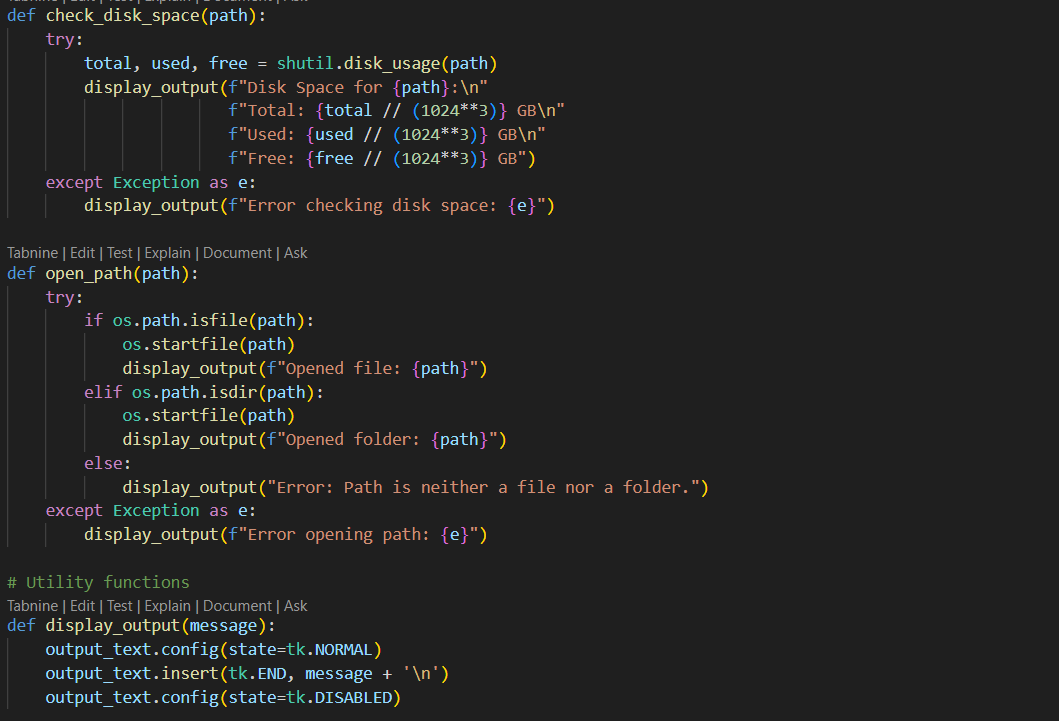 Tabnine | Edit | Test | Explain | Document | Ask
def check_disk_space(path):
    try:
        total, used, free = shutil.disk_usage(path)
        display_output(f"Disk Space for {path}:\n"
                       f"Total: {total // (1024**3)} GB\n"
                       f"Used: {used // (1024**3)} GB\n"
                       f"Free: {free // (1024**3)} GB")
    except Exception as e:
        display_output(f"Error checking disk space: {e}")
Tabnine | Edit | Test | Explain | Document | Ask
def open_path(path):
    try:
        if os.path.isfile(path):
            os.startfile(path)
            display_output(f"Opened file: {path}")
        elif os.path.isdir(path):
            os.startfile(path)
            display_output(f"Opened folder: {path}")
        else:
            display_output("Error: Path is neither a file nor a folder.")
    except Exception as e:
        display_output(f"Error opening path: {e}")
# Utility functions
Tabnine | Edit | Test | Explain | Document | Ask
def display_output(message):
    output_text.config(state=tk.NORMAL)
    output_text.insert(tk.END, message + '\n')
    output_text.config(state=tk.DISABLED)